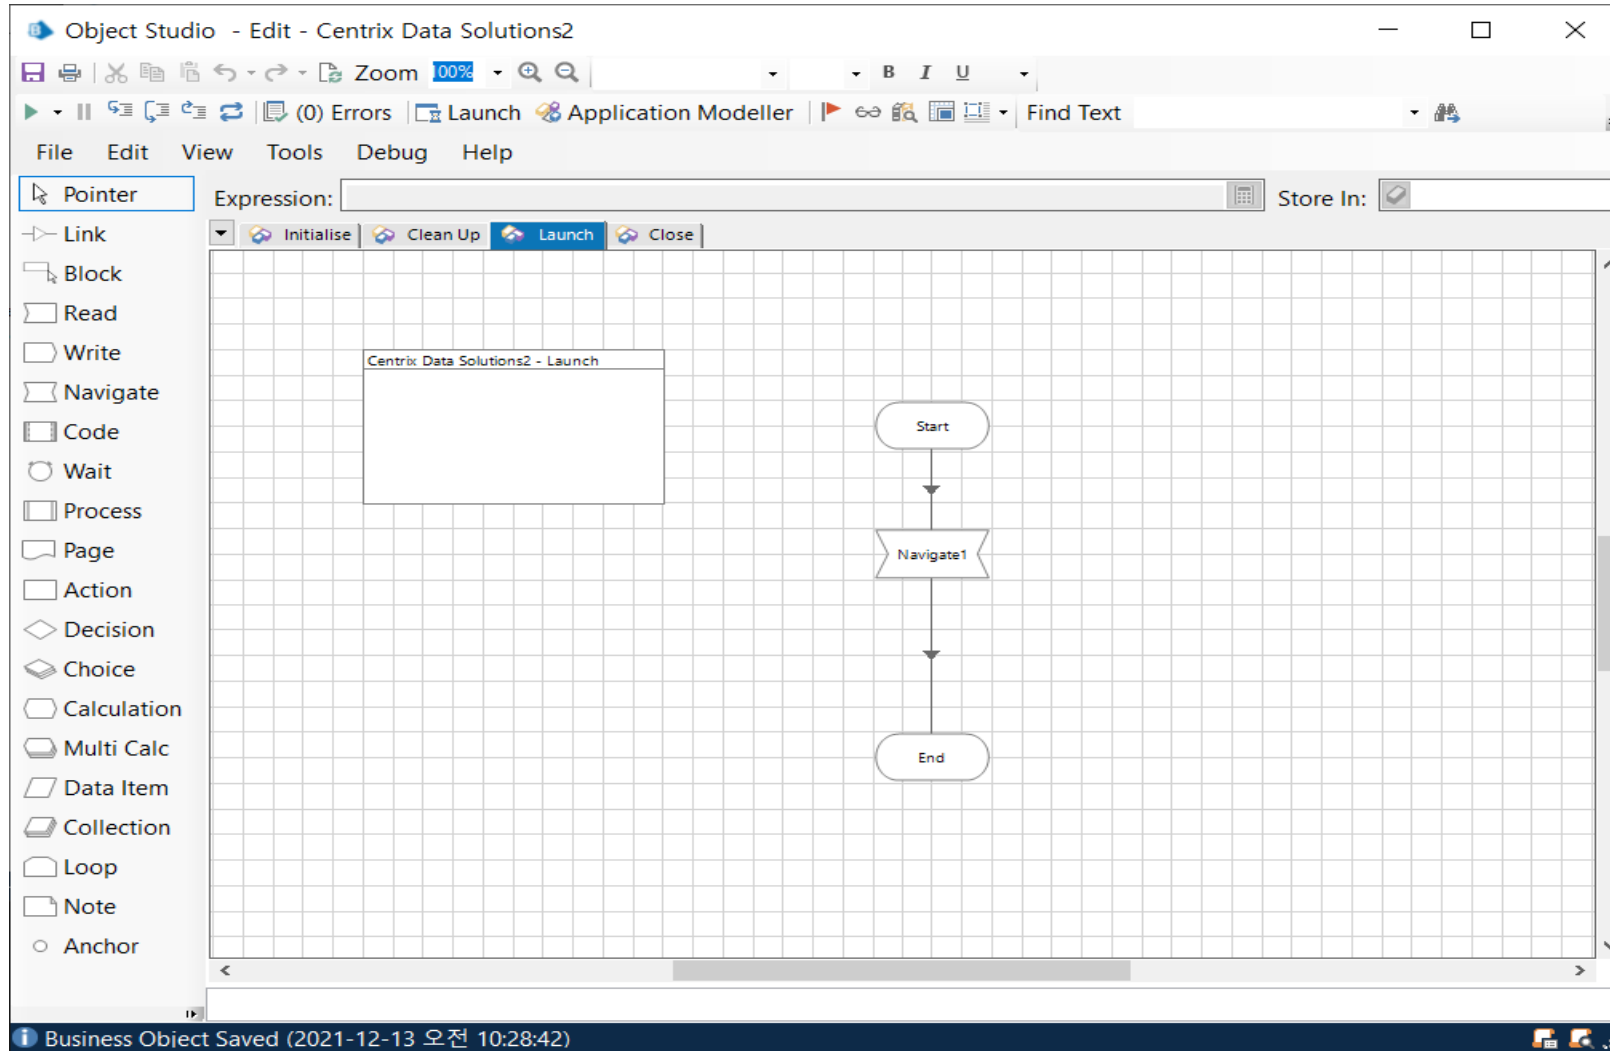 Object Studio - Edit - Centrix Data Solutions2
Zoom 100% B I U
(0) Errors Launch Application Modeller Find Text
File Edit View Tools Debug Help
Pointer
Expression: Store In:
Link
Initialise Clean Up Launch Close
Block
Read
Write
Navigate
Code
Wait
Process
Page
Action
Decision
Choice
Calculation
Multi Calc
Data Item
Collection
Loop
Note
Anchor
Centrix Data Solutions2 - Launch
Start
Navigate1
End
Business Object Saved (2021-12-13 오전 10:28:42)